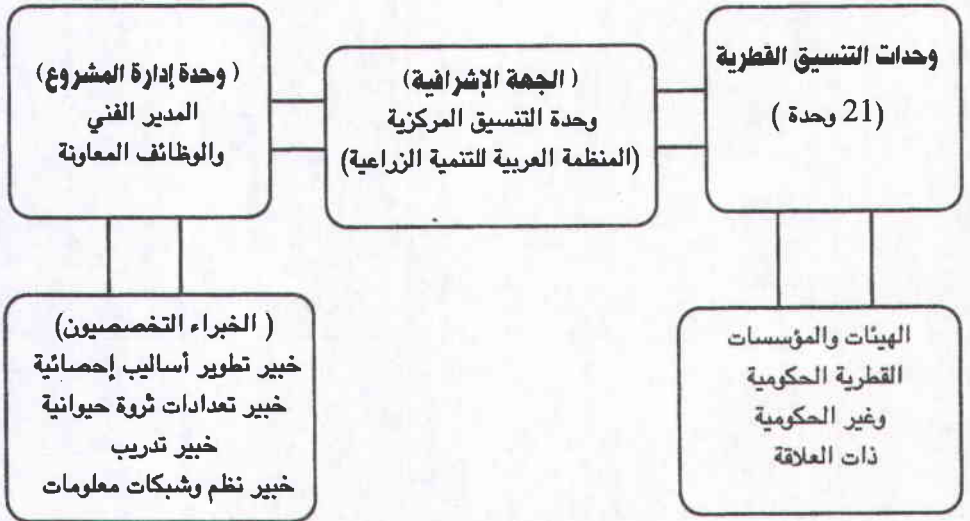 وحدات التنسيق القطرية
(21 وحدة )
( الجهة الإشرافية)
وحدة التنسيق المركزية
(المنظمة العربية للتنمية الزراعية)
( وحدة إدارة المشروع)
المدير الفني
والوظائف المعاونة
الهيئات والمؤسسات
القطرية الحكومية
وغير الحكومية
ذات العلاقة
( الخبراء التخصصيون)
خبير تطوير أساليب إحصائية
خبير تعدادات ثروة حيوانية
خبير تدريب
خبير نظم وشبكات معلومات